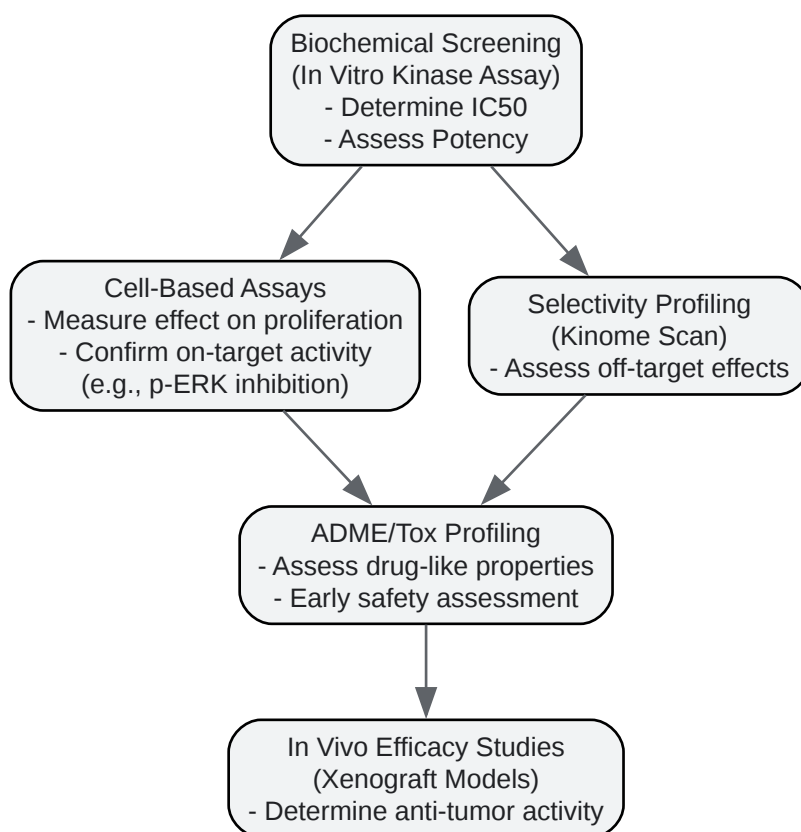 Biochemical Screening
(In Vitro Kinase Assay)
- Determine IC50
- Assess Potency
Cell-Based Assays
- Measure effect on proliferation
- Confirm on-target activity
(e.g., p-ERK inhibition)
Selectivity Profiling
(Kinome Scan)
- Assess off-target effects
ADME/Tox Profiling
- Assess drug-like properties
- Early safety assessment
In Vivo Efficacy Studies
(Xenograft Models)
- Determine anti-tumor activity